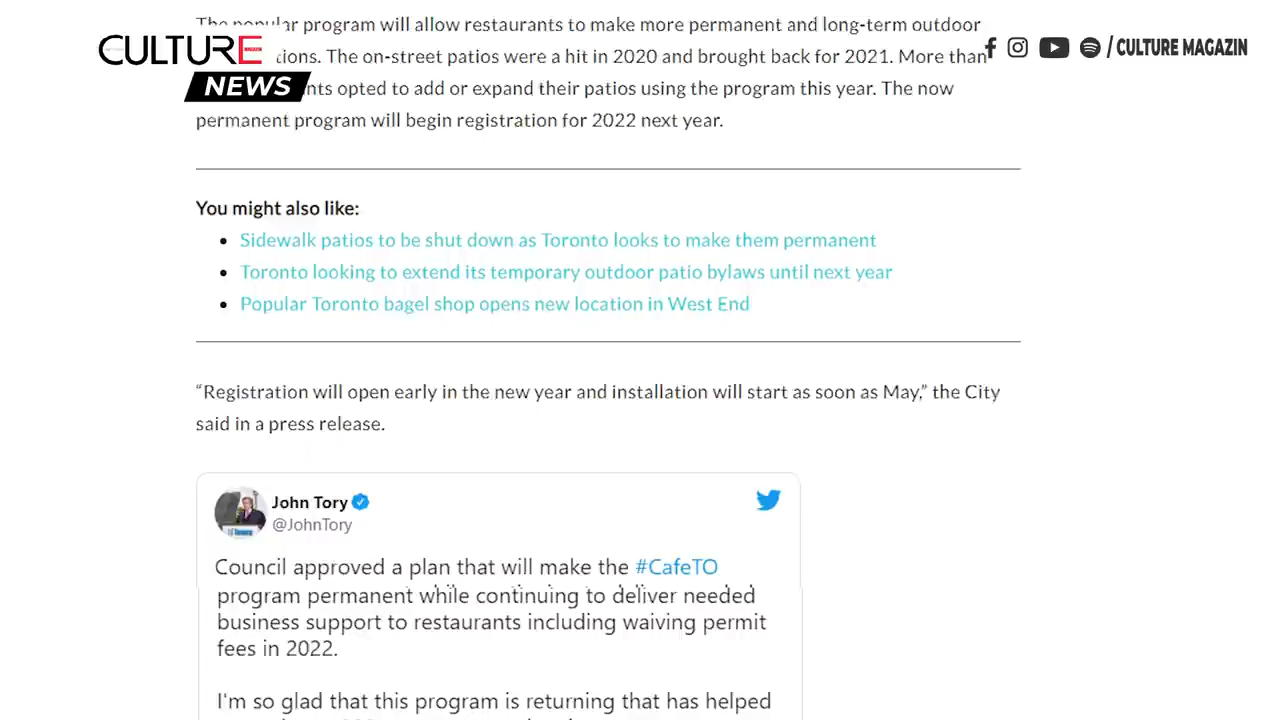 The popular program will allow restaurants to make more permanent and long-term outdoor
CULTURE
tions. The on-street patios were a hit in 2020 and brought back for 2021. More than
/ CULTURE MAGAZIN
NEWS
nts opted to add or expand their patios using the program this year. The now
permanent program will begin registration for 2022 next year.
You might also like:
• Sidewalk patios to be shut down as Toronto looks to make them permanent
• Toronto looking to extend its temporary outdoor patio bylaws until next year
• Popular Toronto bagel shop opens new location in West End
“Registration will open early in the new year and installation will start as soon as May,” the City
said in a press release.
John Tory
@JohnTory
Council approved a plan that will make the #CafeTO
program permanent while continuing to deliver needed
business support to restaurants including waiving permit
fees in 2022.
I'm so glad that this program is returning that has helped